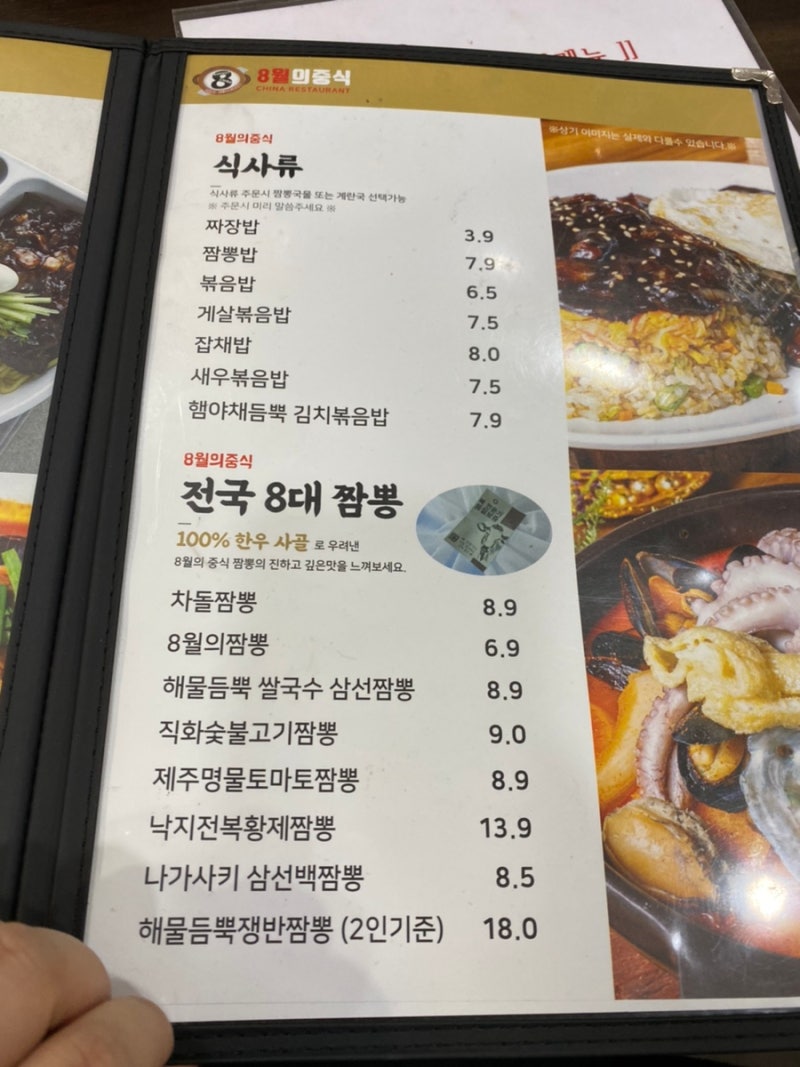 8
8월의중식
CHINA RESTAURANT
※상기 이미지는 실제와 다를수 있습니다.※
8월의중식
식사류
식사류 주문시 짬뽕국물 또는 계란국 선택가능
※ 주문시 미리 말씀주세요 ※
짜장밥 3.9
짬뽕밥 7.9
볶음밥 6.5
게살볶음밥 7.5
잡채밥 8.0
새우볶음밥 7.5
햄야채듬뿍 김치볶음밥 7.9
8월의중식
전국 8대 짬뽕
100% 한우 사골 로 우려낸
8월의 중식 짬뽕의 진하고 깊은맛을 느껴보세요.
차돌짬뽕 8.9
8월의짬뽕 6.9
해물듬뿍 쌀국수 삼선짬뽕 8.9
직화숯불고기짬뽕 9.0
제주명물토마토짬뽕 8.9
낙지전복황제짬뽕 13.9
나가사키 삼선백짬뽕 8.5
해물듬뿍쟁반짬뽕 (2인기준) 18.0